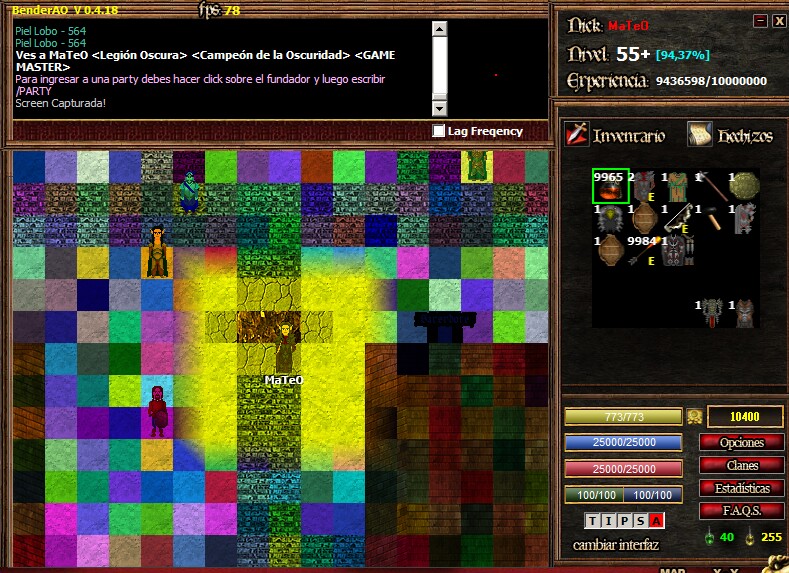 BenderAO V 0.4.18
fps 78
Piel Lobo - 564
Piel Lobo - 564
Ves a MaTeO <Legión Oscura> <Campeón de la Oscuridad> <GAME
MASTER>
Para ingresar a una party debes hacer click sobre el fundador y luego escribir
/PARTY
Screen Capturada!
Lag Freqency
Nick: MaTeO
Nivel: 55+ [94,37%]
Experiencia: 9436598/10000000
Inventario
Hechizos
9965 2 1 1 1
E
1 1 1 1 1
E
1 9984 1
E
1 1
MaTeO
773/773
10400
25000/25000
Opciones
25000/25000
Clanes
100/100 100/100
Estadísticas
F.A.Q.S.
T I P S A
40 255
cambiar interfaz
MAP X Y